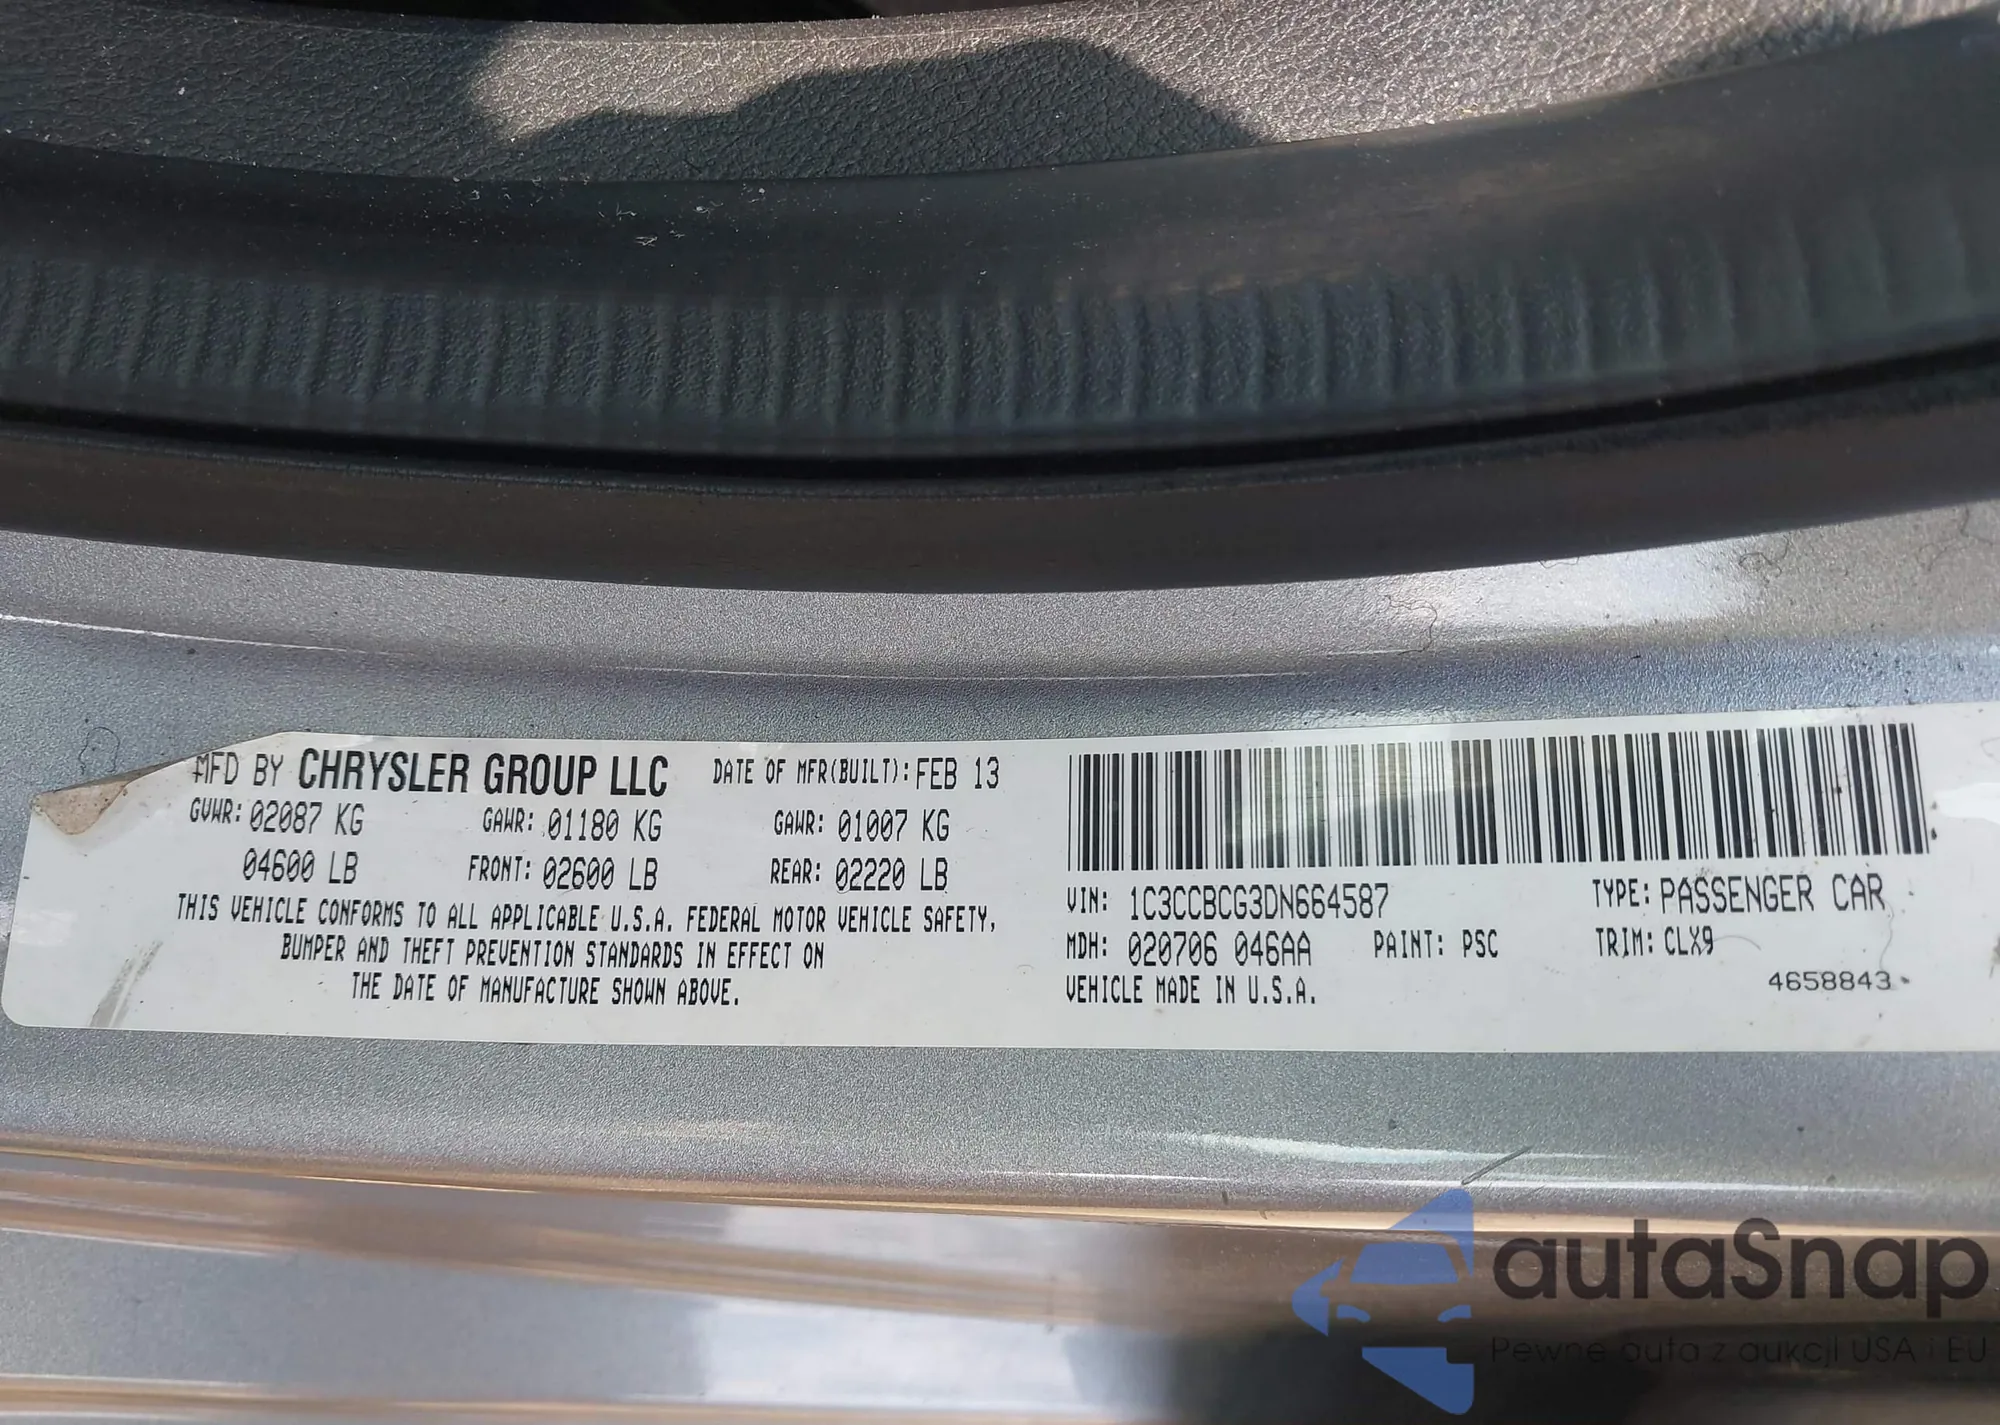 MFD BY CHRYSLER GROUP LLC DATE OF MFR(BUILT): FEB 13
GVWR: 02087 KG GAWR: 01180 KG GAWR: 01007 KG
04600 LB FRONT: 02600 LB REAR: 02220 LB
THIS VEHICLE CONFORMS TO ALL APPLICABLE U.S.A. FEDERAL MOTOR VEHICLE SAFETY,
BUMPER AND THEFT PREVENTION STANDARDS IN EFFECT ON
THE DATE OF MANUFACTURE SHOWN ABOVE.
VIN: 1C3CCBCG3DN664587 TYPE: PASSENGER CAR
MDH: 020706 046AA PAINT: PSC TRIM: CLX9
VEHICLE MADE IN U.S.A. 4658843
autaSnap
Pewne auta z aukcji USA i EU